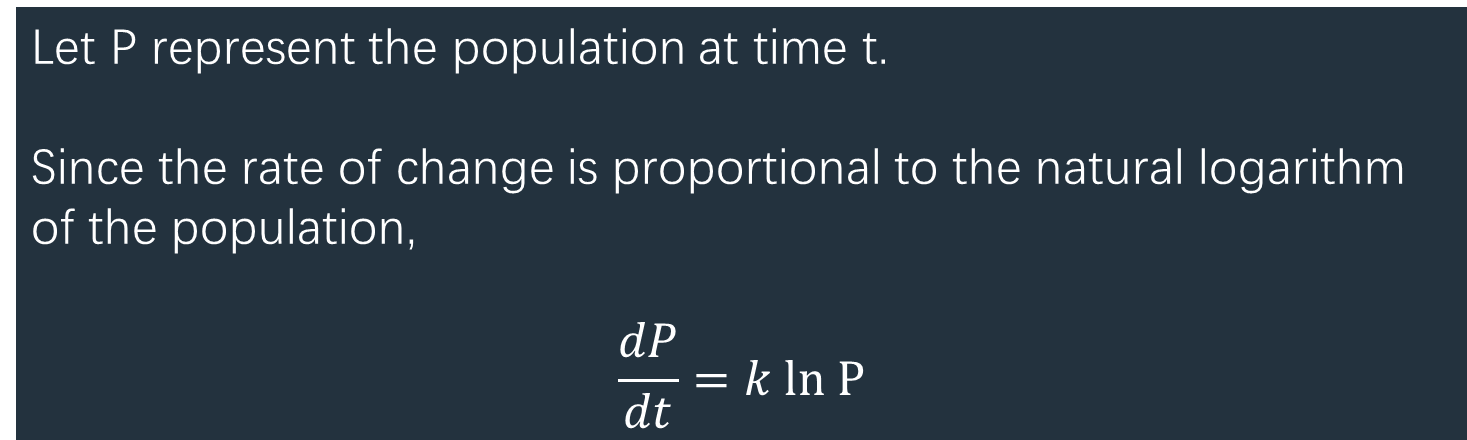 Let P represent the population at time t.
Since the rate of change is proportional to the natural logarithm
of the population,
dP/dt = k ln P